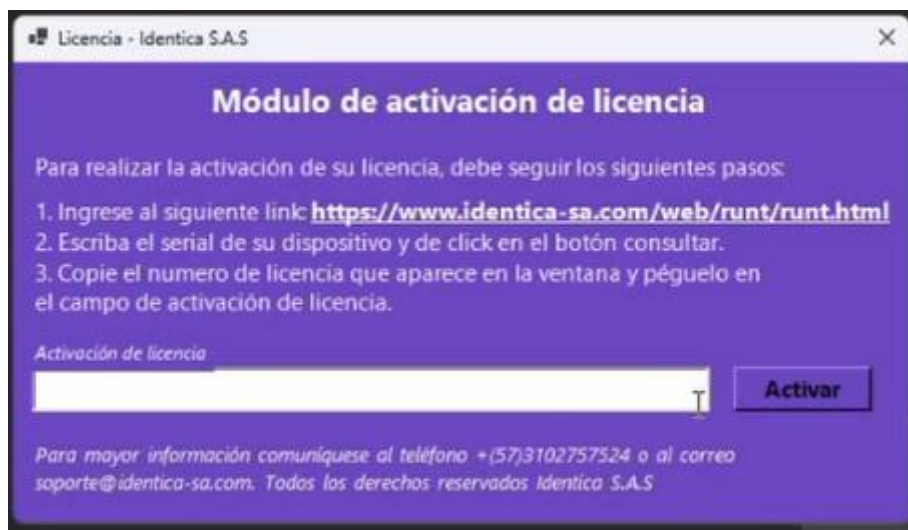 Licencia - Identica S.A.S
Módulo de activación de licencia
Para realizar la activación de su licencia, debe seguir los siguientes pasos:
1. Ingrese al siguiente link: https://www.identica-sa.com/web/runt/runt.html
2. Escriba el serial de su dispositivo y de click en el botón consultar.
3. Copie el numero de licencia que aparece en la ventana y péguelo en
el campo de activación de licencia.
Activación de licencia
Activar
Para mayor información comuníquese al teléfono +(57)3102757524 o al correo
soporte@identica-sa.com. Todos los derechos reservados Identica S.A.S